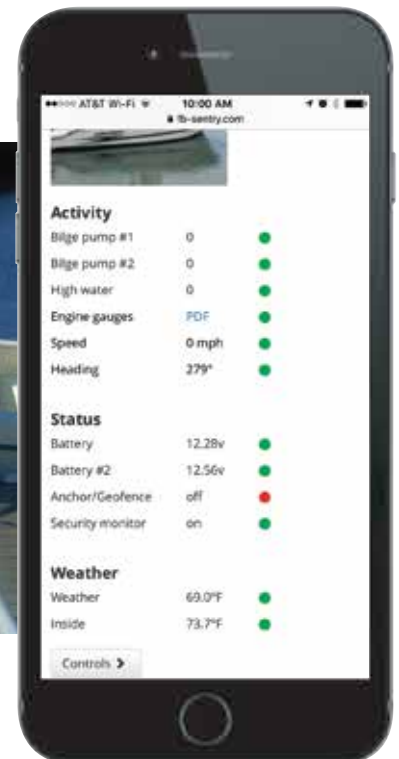 AT&T Wi-Fi 10:00 AM
fb-sentry.com
Activity
Bilge pump #1 0
Bilge pump #2 0
High water 0
Engine gauges PDF
Speed 0 mph
Heading 279°
Status
Battery 12.28v
Battery #2 12.56v
Anchor/Geofence off
Security monitor on
Weather
Weather 69.0°F
Inside 73.7°F
Controls >